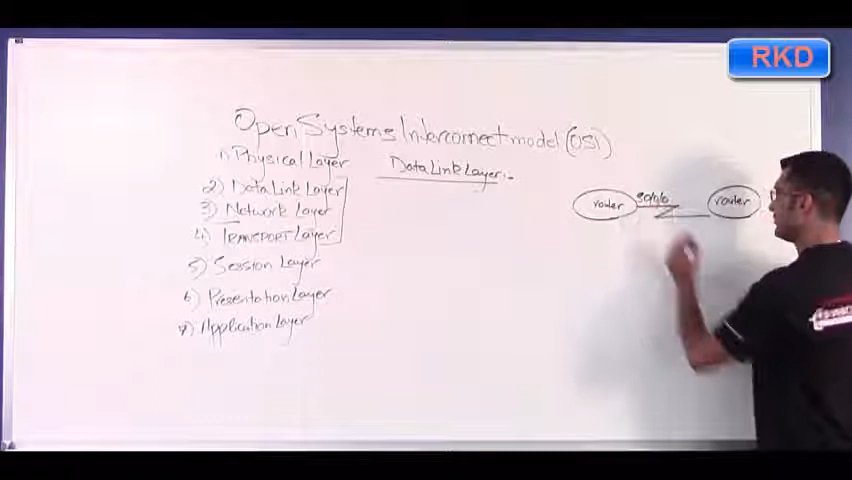 RKD
Open Systems Interconnect model (OSI)
1) Physical Layer
Data Link Layer:-
2) Data Link Layer
3) Network Layer
4) TRANSPORT Layer
5) Session Layer
6) Presentation Layer
7) Application Layer
router
router